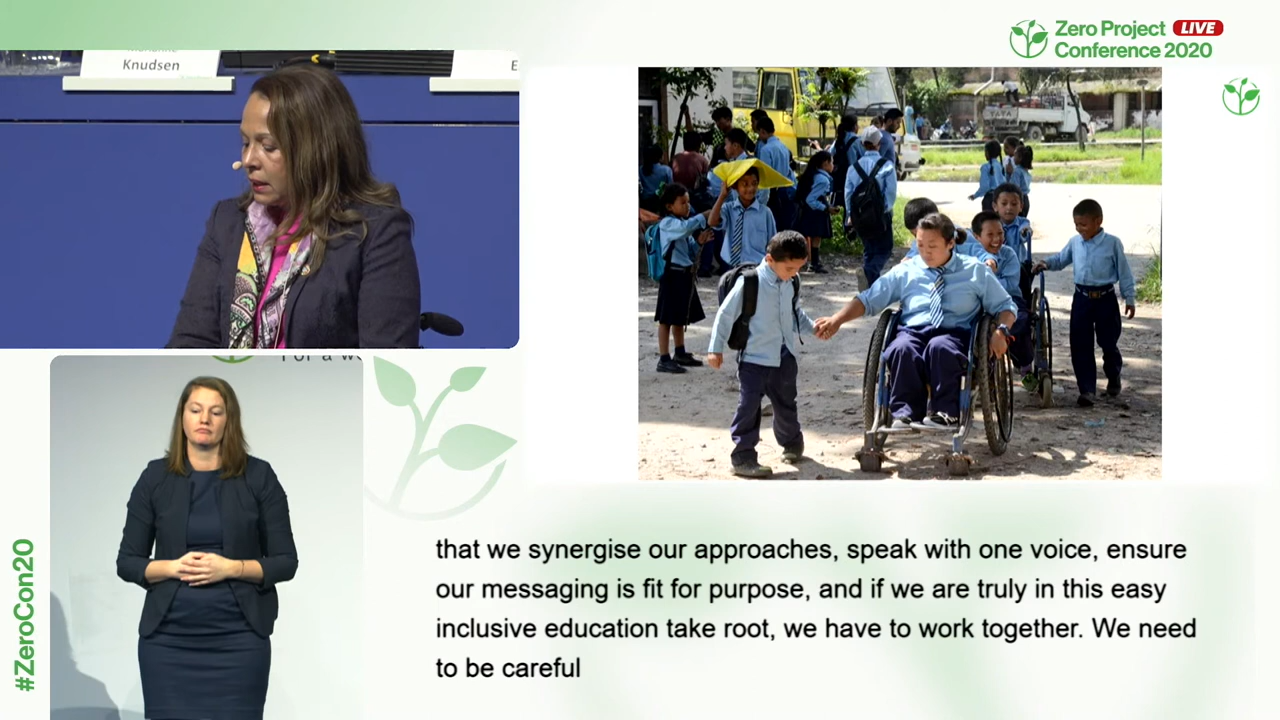 Zero Project LIVE
Conference 2020
Knudsen
E
For a w
TATA
#ZeroCon20
that we synergise our approaches, speak with one voice, ensure
our messaging is fit for purpose, and if we are truly in this easy
inclusive education take root, we have to work together. We need
to be careful